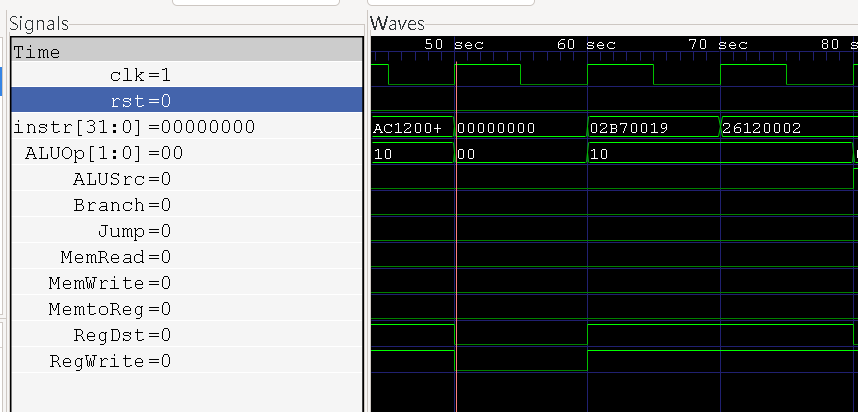 Signals
Waves
Time
50 sec 60 sec 70 sec 80 s
clk=1
rst=0
instr[31:0]=00000000 AC1200+ 00000000 02B70019 26120002
ALUOp[1:0]=00 10 00 10
ALUSrc=0
Branch=0
Jump=0
MemRead=0
MemWrite=0
MemtoReg=0
RegDst=0
RegWrite=0